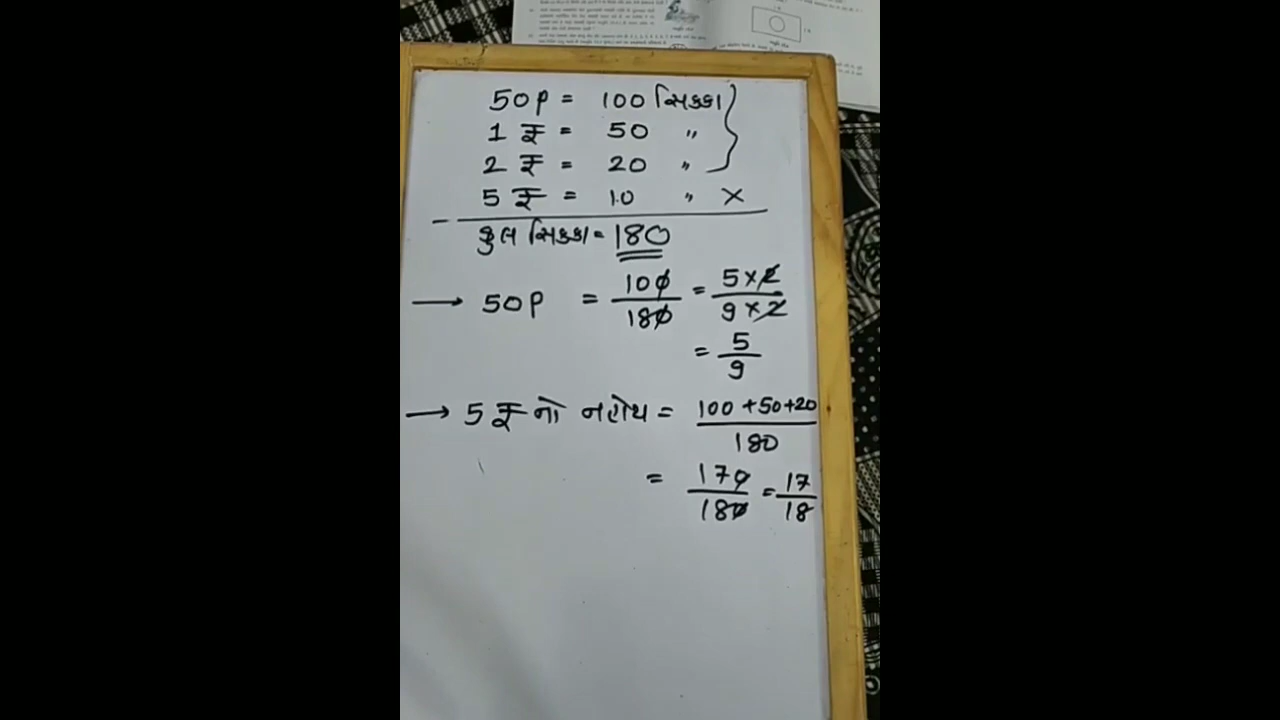 50P = 100 સિક્કા
1 ₹ = 50 "
2 ₹ = 20 "
5 ₹ = 10 " X
કુલ સિક્કા = 180
→ 50P = 100/180 = 5×2/9×2
= 5/9
→ 5 ₹ નો ન હોય = 100+50+20/180
= 170/180 = 17/18